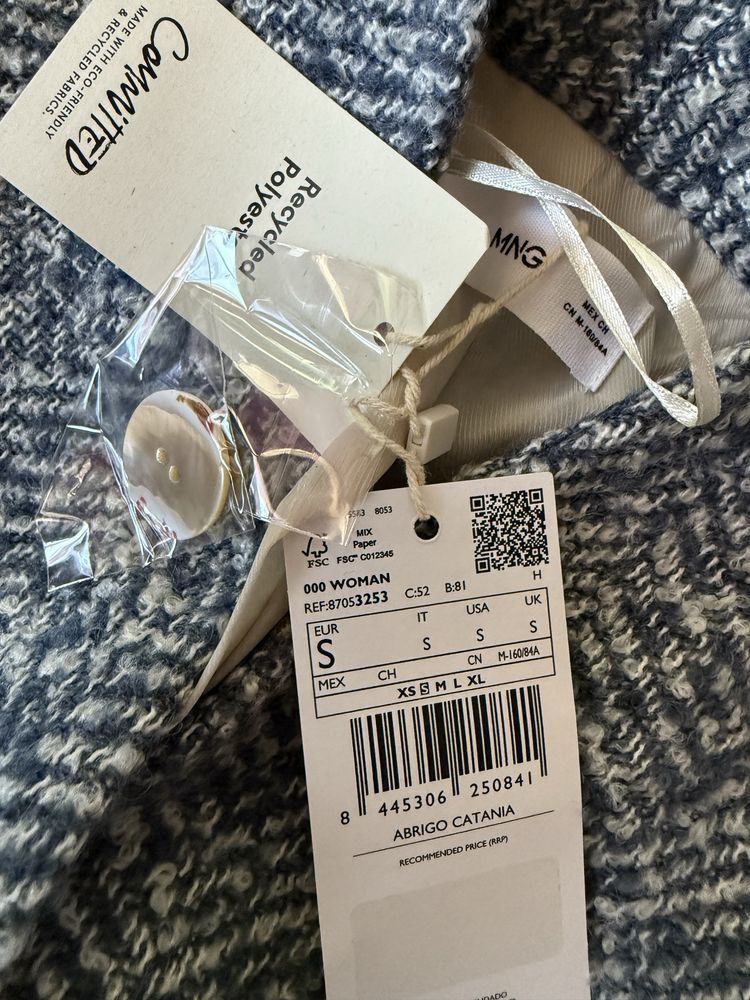 COMMITTED
MADE WITH ECO-FRIENDLY
& RECYCLED FABRICS.
Recycled
MNG
MEX CH
CN M-160/84A
8053
MIX
Paper
FSC FSC® C012345
000 WOMAN
REF:87053253 C:52 B:81 H
EUR IT USA UK
S S S S
MEX CH CN M-160/84A
XS S M L XL
8 445306 250841
ABRIGO CATANIA
RECOMMENDED PRICE (RRP)